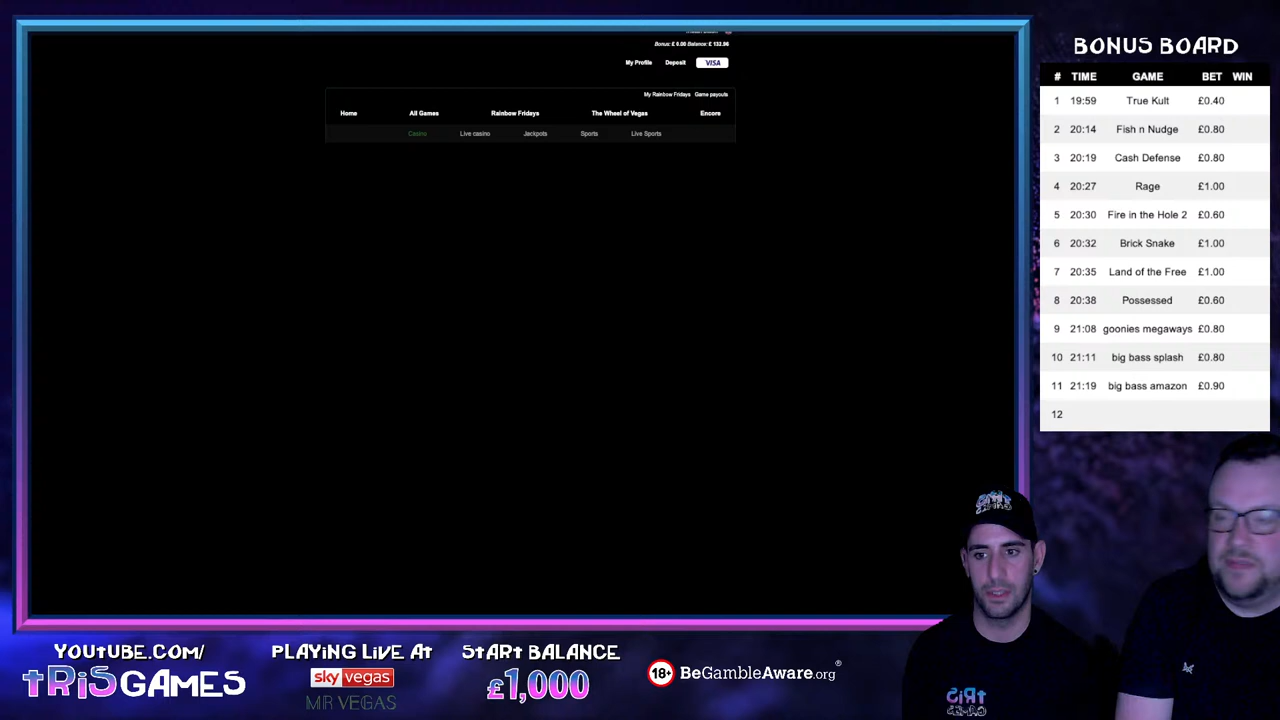 Bonus: £ 0.00 Balance: £ 132.96
My Profile Deposit VISA
My Rainbow Fridays Game payouts
Home All Games Rainbow Fridays The Wheel of Vegas Encore
Casino Live casino Jackpots Sports Live Sports
BONUS BOARD
# TIME GAME BET WIN
1 19:59 True Kult £0.40
2 20:14 Fish n Nudge £0.80
3 20:19 Cash Defense £0.80
4 20:27 Rage £1.00
5 20:30 Fire in the Hole 2 £0.60
6 20:32 Brick Snake £1.00
7 20:35 Land of the Free £1.00
8 20:38 Possessed £0.60
9 21:08 goonies megaways £0.80
10 21:11 big bass splash £0.80
11 21:19 big bass amazon £0.90
12
YOUTUBE.COM/
TRiSGAMES
PLAYING LIVE AT
sky vegas
MR VEGAS
START BALANCE
£1,000
18+ BeGambleAware.org®
TRiS
GAMES